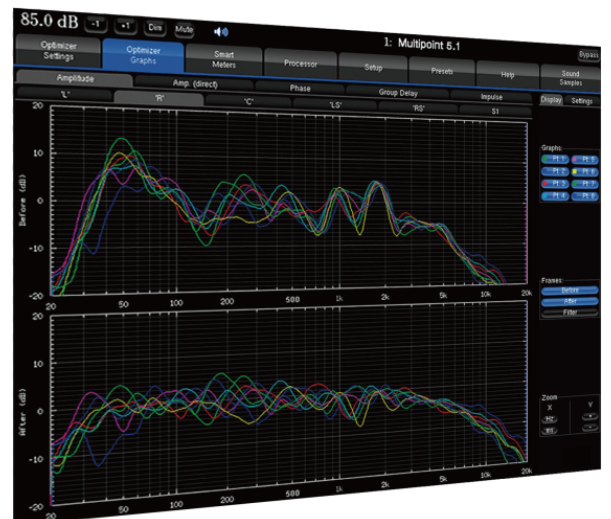 85.0 dB -1 +1 Dim Mute 1: Multipoint 5.1 Bypass
Optimizer Settings Optimizer Graphs Smart Meters Processor Setup Presets Help Sound Samples
Amplitude Amp. (direct) Phase Group Delay Impulse Display Settings
"L" "R" "C" "LS" "RS" S1
20
10
Before (dB)
0
-10
-20
20 50 100 200 500 1k 2k 5k 10k 20k
Graphs:
Pt. 1 Pt. 5
Pt. 2 Pt. 6
Pt. 3 Pt. 7
Pt. 4 Pt. 8
Frames:
Before
After
Filter
20
10
After (dB)
0
-10
-20
20 50 100 200 500 1k 2k 5k 10k 20k
Zoom
X Y